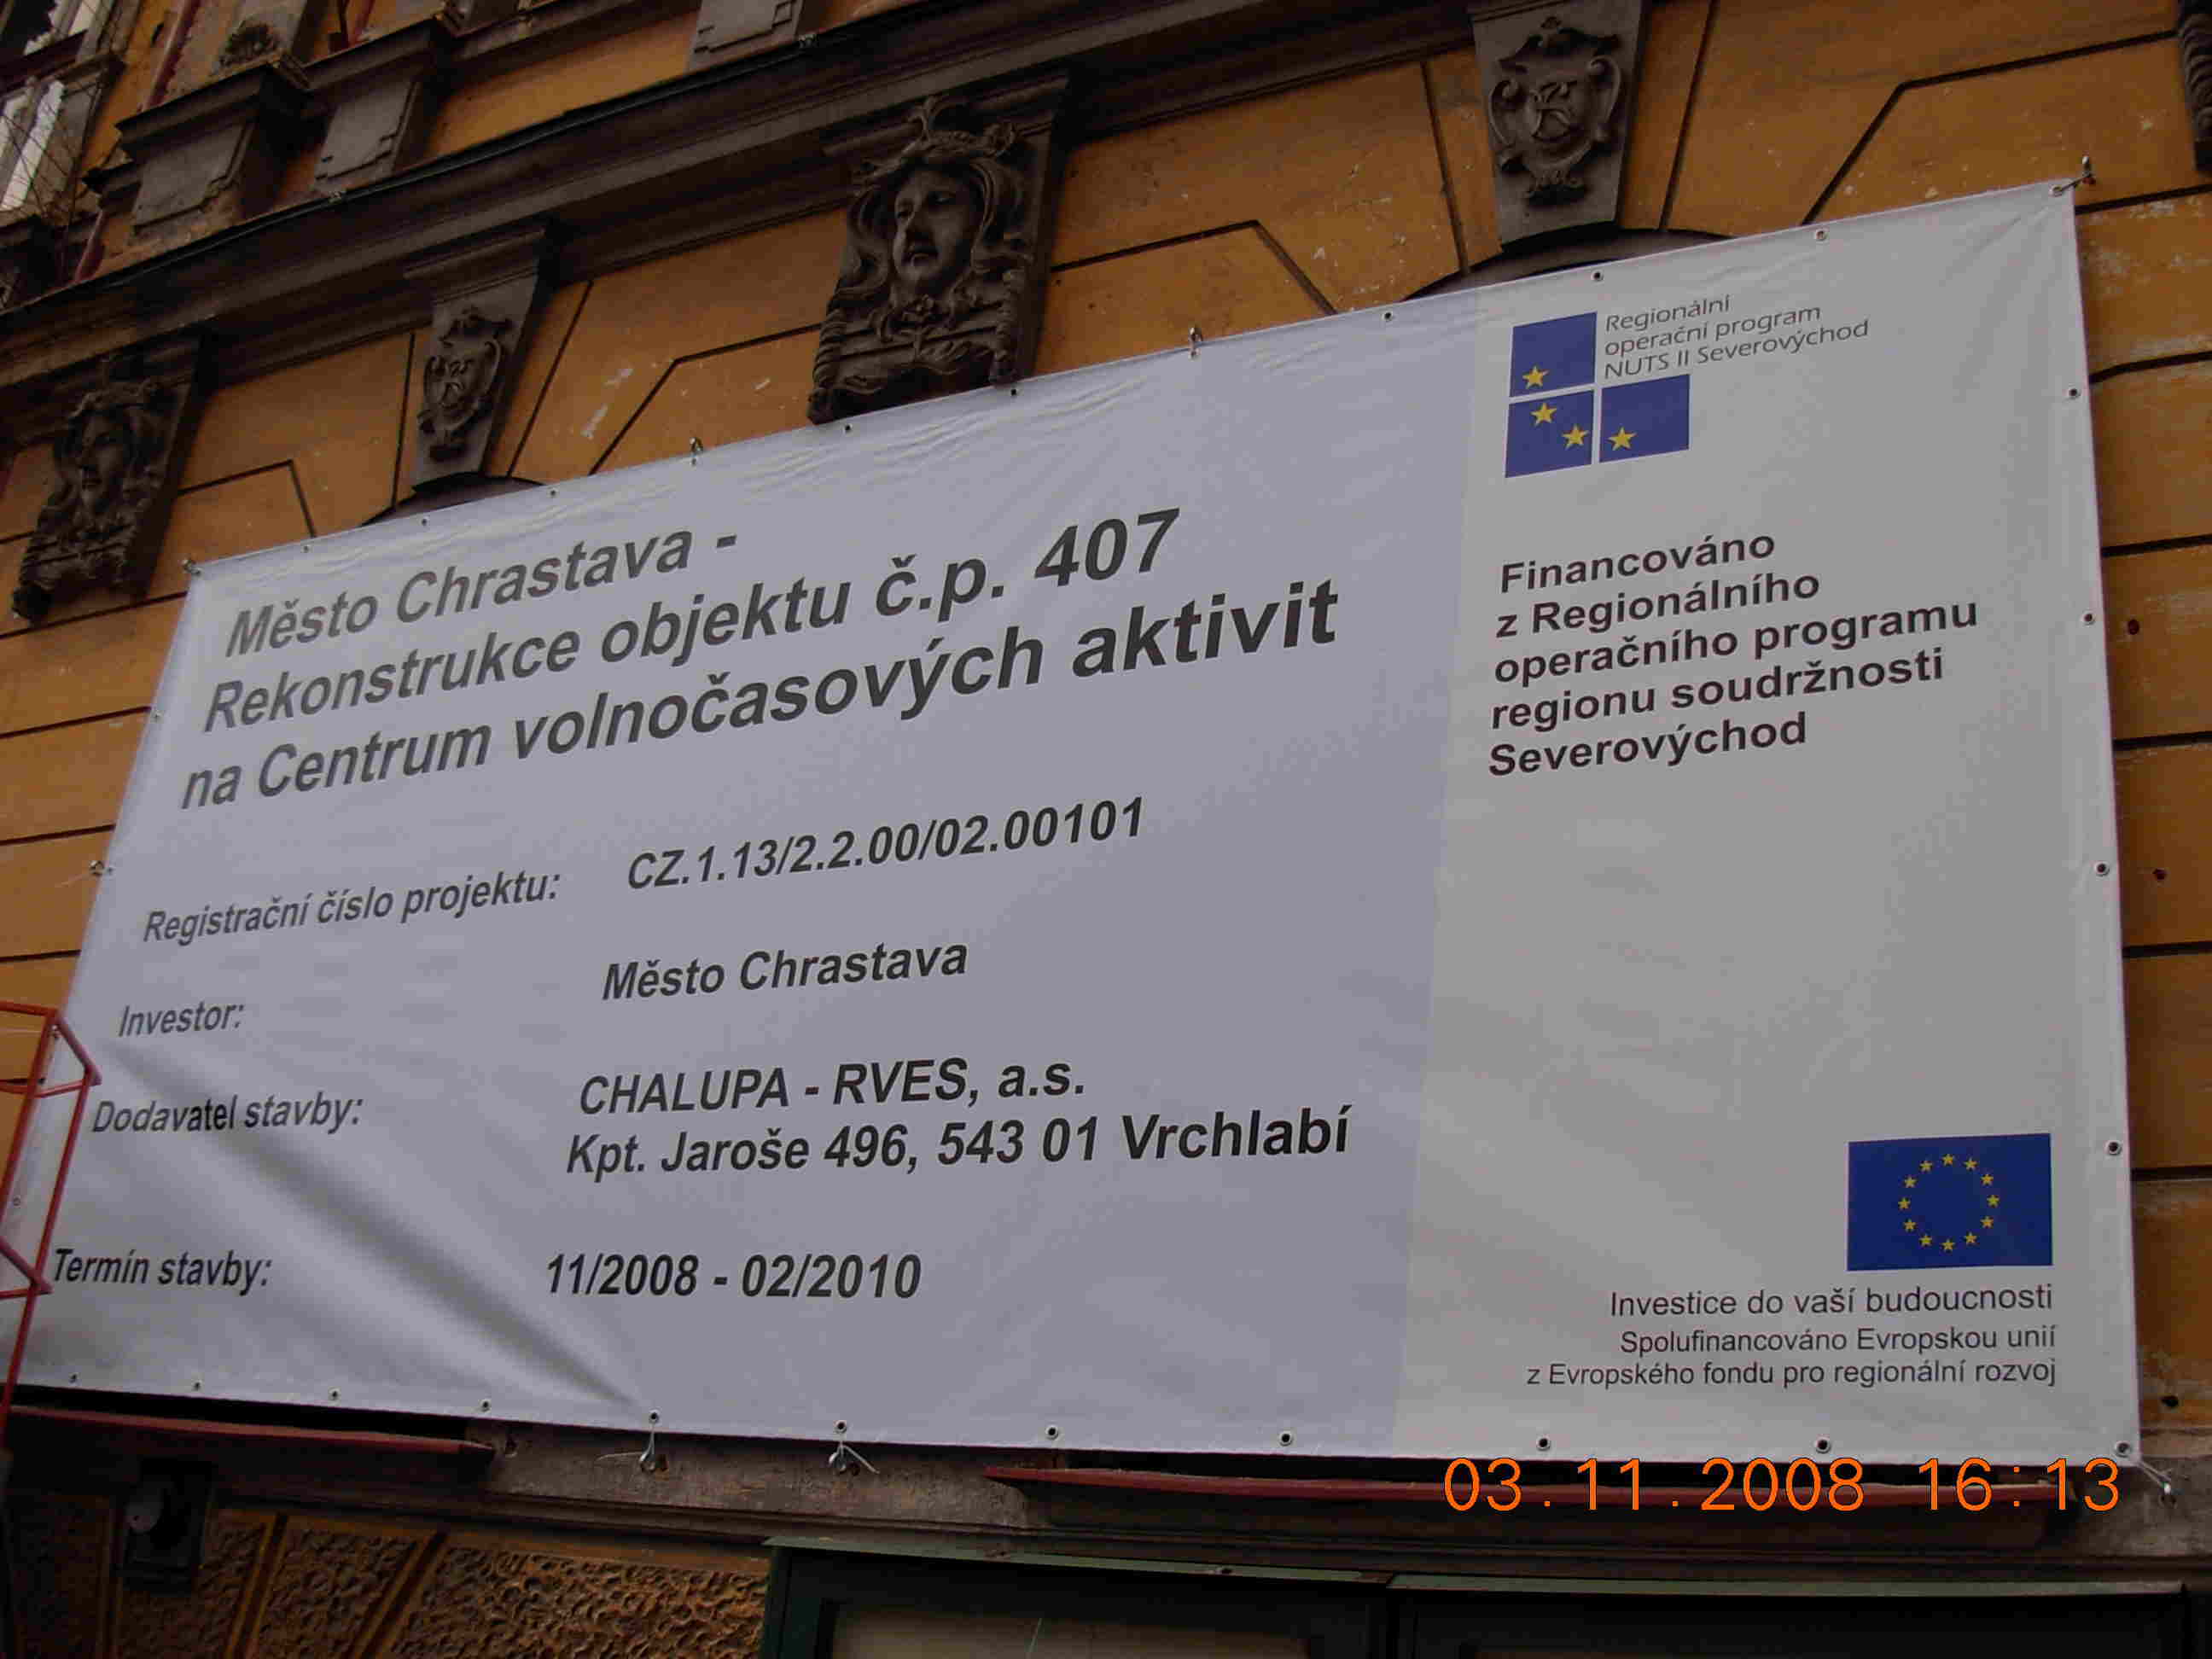 Město Chrastava -
Rekonstrukce objektu č.p. 407
na Centrum volnočasových aktivit
Registrační číslo projektu: CZ.1.13/2.2.00/02.00101
Investor: Město Chrastava
Dodavatel stavby: CHALUPA - RVES, a.s.
Kpt. Jaroše 496, 543 01 Vrchlabí
Termín stavby: 11/2008 - 02/2010
Regionální
operační program
NUTS II Severovýchod
Financováno
z Regionálního
operačního programu
regionu soudržnosti
Severovýchod
Investice do vaší budoucnosti
Spolufinancováno Evropskou unií
z Evropského fondu pro regionální rozvoj
03.11.2008 16:13